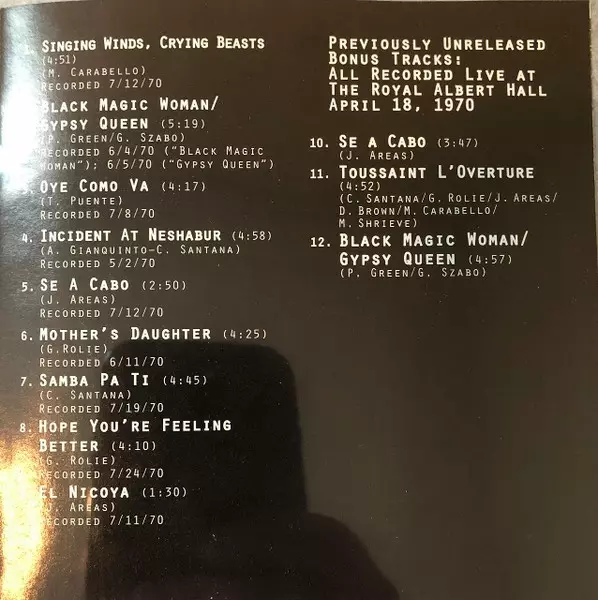 1. Singing Winds, Crying Beasts
(4:51)
(M. Carabello)
Recorded 7/12/70
Black Magic Woman/
Gypsy Queen (5:19)
(P. Green/G. Szabo)
Recorded 6/4/70 ("Black Magic
Woman"); 6/5/70 ("Gypsy Queen")
3. Oye Como Va (4:17)
(T. Puente)
Recorded 7/8/70
4. Incident At Neshabur (4:58)
(A. Gianquinto-C. Santana)
Recorded 5/2/70
5. Se A Cabo (2:50)
(J. Areas)
Recorded 7/12/70
6. Mother's Daughter (4:25)
(G.Rolie)
Recorded 6/11/70
7. Samba Pa Ti (4:45)
(C. Santana)
Recorded 7/19/70
8. Hope You're Feeling
Better (4:10)
(G. Rolie)
Recorded 7/24/70
El Nicoya (1:30)
(J. Areas)
Recorded 7/11/70
Previously Unreleased
Bonus Tracks:
All Recorded Live at
The Royal Albert Hall
April 18, 1970
10. Se a Cabo (3:47)
(J. Areas)
11. Toussaint L'Overture
(4:52)
(C. Santana/G. Rolie/J. Areas/
D. Brown/M. Carabello/
M. Shrieve)
12. Black Magic Woman/
Gypsy Queen (4:57)
(P. Green/G. Szabo)